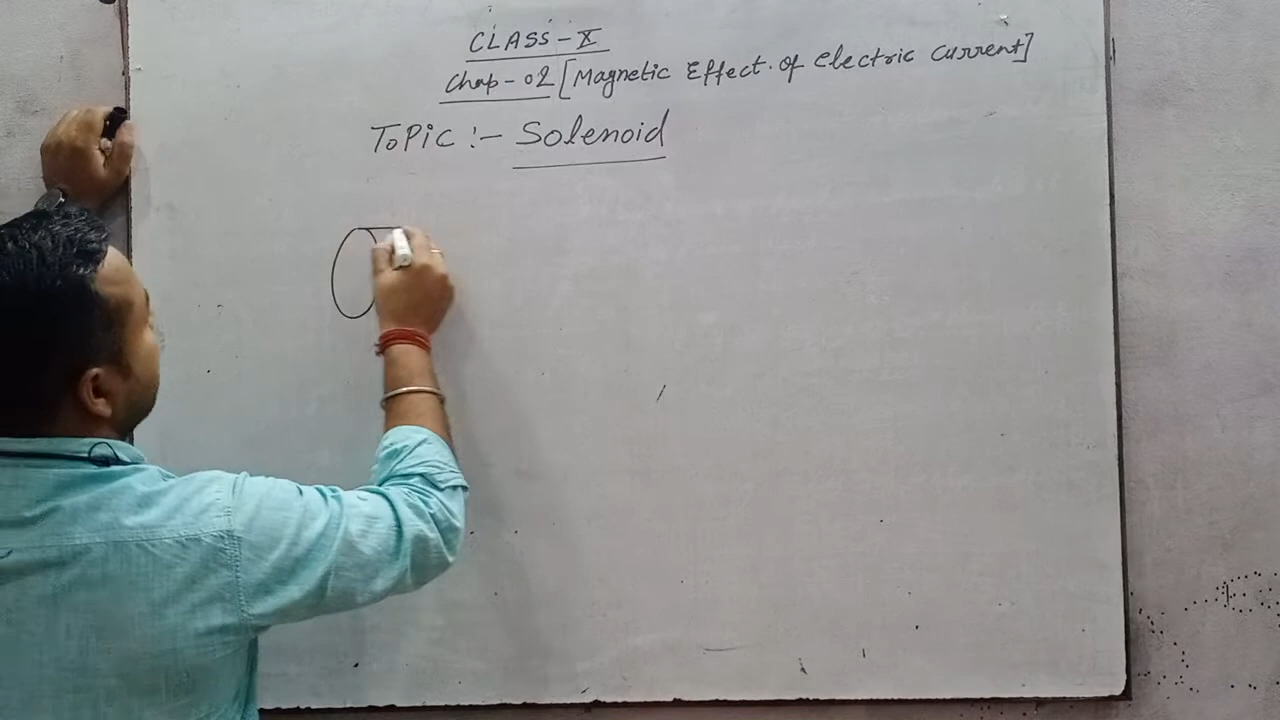 CLASS-X
Chap-02 [Magnetic Effect of electric current]
ToPic :- Solenoid